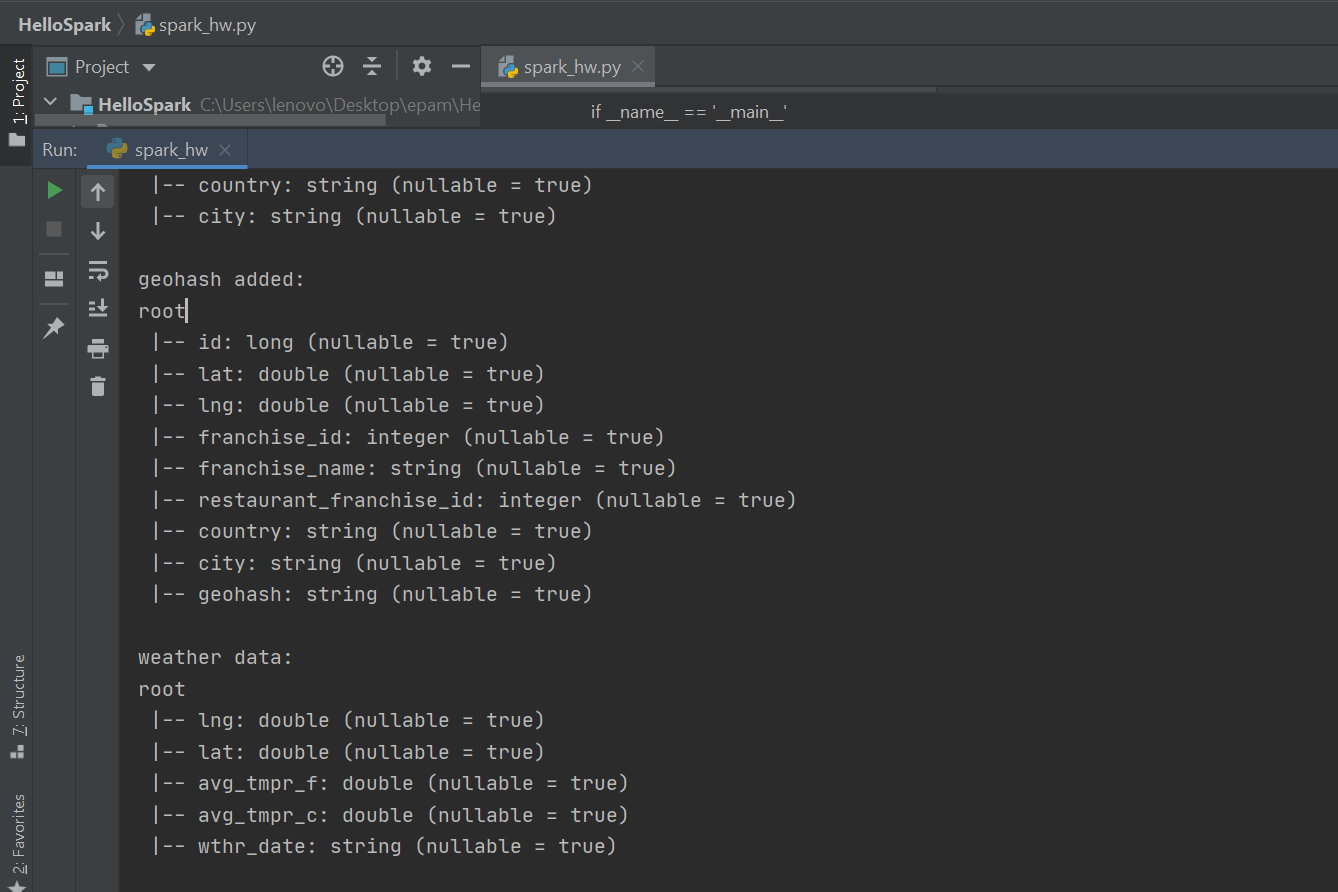 HelloSpark spark_hw.py
1: Project
Project
spark_hw.py
HelloSpark C:\Users\lenovo\Desktop\epam\He
if __name__ == '__main__'
Run: spark_hw
|-- country: string (nullable = true)
|-- city: string (nullable = true)
geohash added:
root
|-- id: long (nullable = true)
|-- lat: double (nullable = true)
|-- lng: double (nullable = true)
|-- franchise_id: integer (nullable = true)
|-- franchise_name: string (nullable = true)
|-- restaurant_franchise_id: integer (nullable = true)
|-- country: string (nullable = true)
|-- city: string (nullable = true)
|-- geohash: string (nullable = true)
weather data:
root
|-- lng: double (nullable = true)
|-- lat: double (nullable = true)
|-- avg_tmpr_f: double (nullable = true)
|-- avg_tmpr_c: double (nullable = true)
|-- wthr_date: string (nullable = true)
7: Structure
2: Favorites